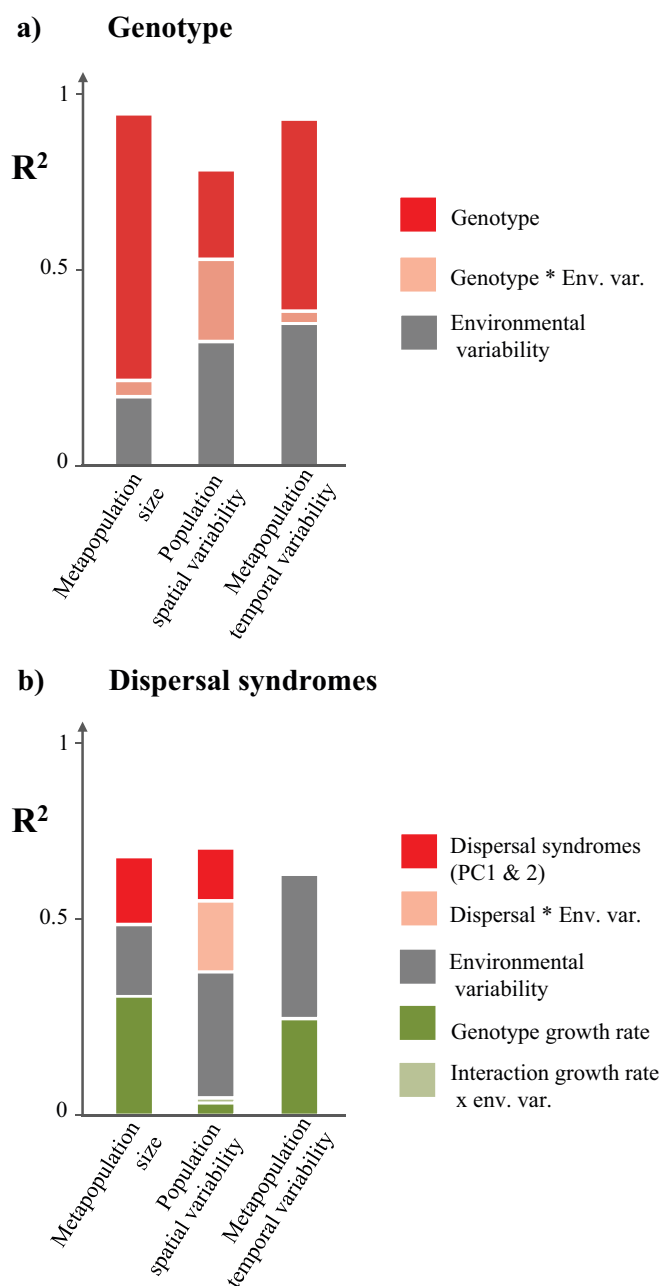 a) Genotype
1
R²
0.5
0
Genotype
Genotype * Env. var.
Environmental
variability
Metapopulation
size
Population
spatial variability
Metapopulation
temporal variability
b) Dispersal syndromes
1
R²
0.5
0
Dispersal syndromes
(PC1 & 2)
Dispersal * Env. var.
Environmental
variability
Genotype growth rate
Interaction growth rate
x env. var.
Metapopulation
size
Population
spatial variability
Metapopulation
temporal variability